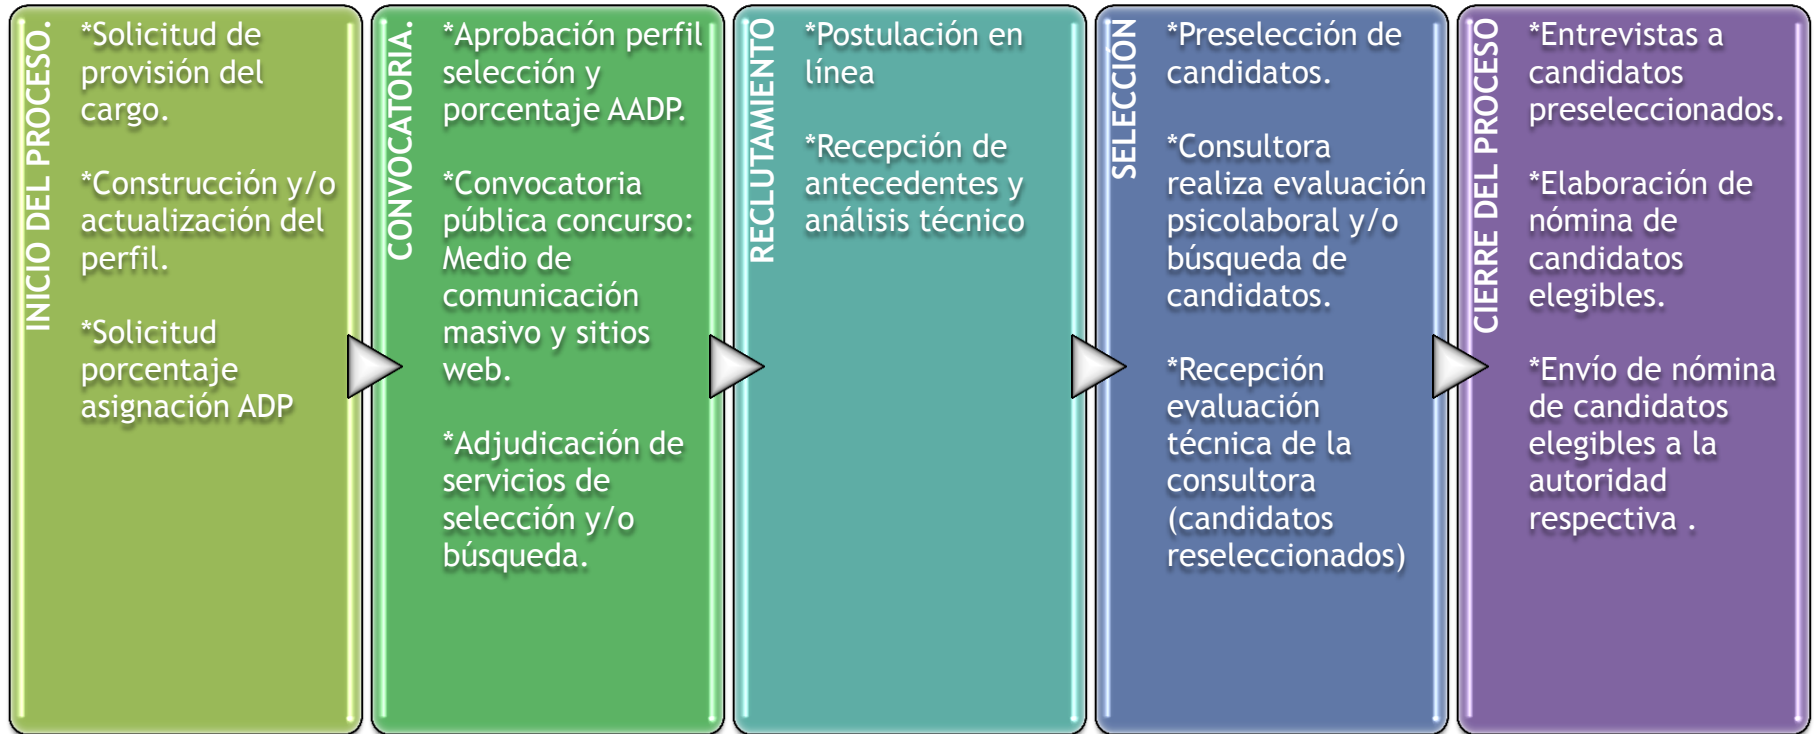 INICIO DEL PROCESO.
*Solicitud de
provisión del
cargo.
*Construcción y/o
actualización del
perfil.
*Solicitud
porcentaje
asignación ADP
CONVOCATORIA.
*Aprobación perfil
selección y
porcentaje AADP.
*Convocatoria
pública concurso:
Medio de
comunicación
masivo y sitios
web.
*Adjudicación de
servicios de
selección y/o
búsqueda.
RECLUTAMIENTO
*Postulación en
línea
*Recepción de
antecedentes y
análisis técnico
SELECCIÓN
*Preselección de
candidatos.
*Consultora
realiza evaluación
psicolaboral y/o
búsqueda de
candidatos.
*Recepción
evaluación
técnica de la
consultora
(candidatos
reseleccionados)
CIERRE DEL PROCESO
*Entrevistas a
candidatos
preseleccionados.
*Elaboración de
nómina de
candidatos
elegibles.
*Envío de nómina
de candidatos
elegibles a la
autoridad
respectiva .